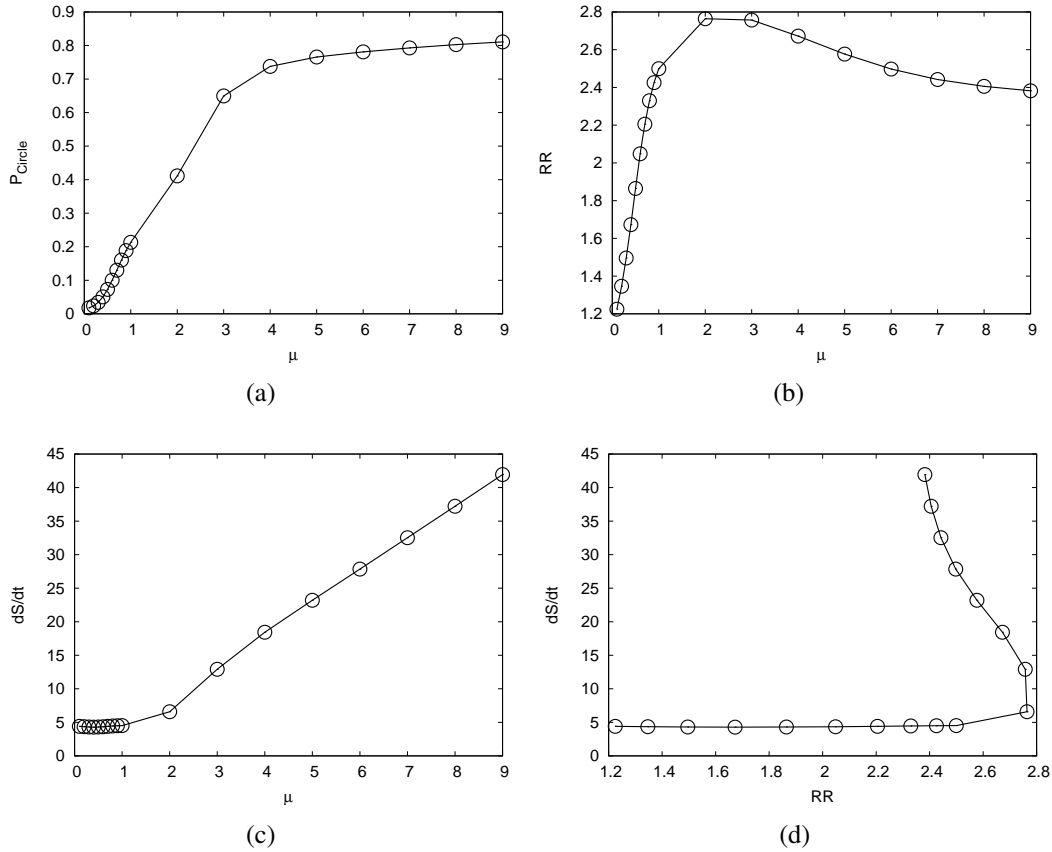 0.9
0.8
0.7
0.6
0.5
0.4
0.3
0.2
0.1
0
P_Circle
0 1 2 3 4 5 6 7 8 9
μ
(a)
2.8
2.6
2.4
2.2
2
1.8
1.6
1.4
1.2
RR
0 1 2 3 4 5 6 7 8 9
μ
(b)
45
40
35
30
25
20
15
10
5
0
dS/dt
0 1 2 3 4 5 6 7 8 9
μ
(c)
45
40
35
30
25
20
15
10
5
0
dS/dt
1.2 1.4 1.6 1.8 2 2.2 2.4 2.6 2.8
RR
(d)